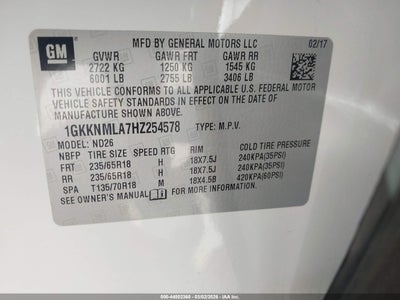 GM
MFD BY GENERAL MOTORS LLC 02/17
GVWR GAWR FRT GAWR RR
2722 KG 1250 KG 1545 KG
6001 LB 2755 LB 3406 LB
THIS VEHICLE CONFORMS TO ALL APPLICABLE U.S. FEDERAL MOTOR
VEHICLE SAFETY STANDARDS IN EFFECT ON THE DATE OF
MANUFACTURE SHOWN ABOVE.
1GKKNMLA7HZ254578 TYPE: M.P.V.
MODEL: ND26
NBFP TIRE SIZE SPEED RTG RIM COLD TIRE PRESSURE
FRT 235/65R18 H 18X7.5J 240KPA(35PSI)
RR 235/65R18 H 18X7.5J 240KPA(35PSI)
SPA T135/70R18 M 18X4.5B 420KPA(60PSI)
SEE OWNER'S MANUAL FOR MORE INFORMATION.